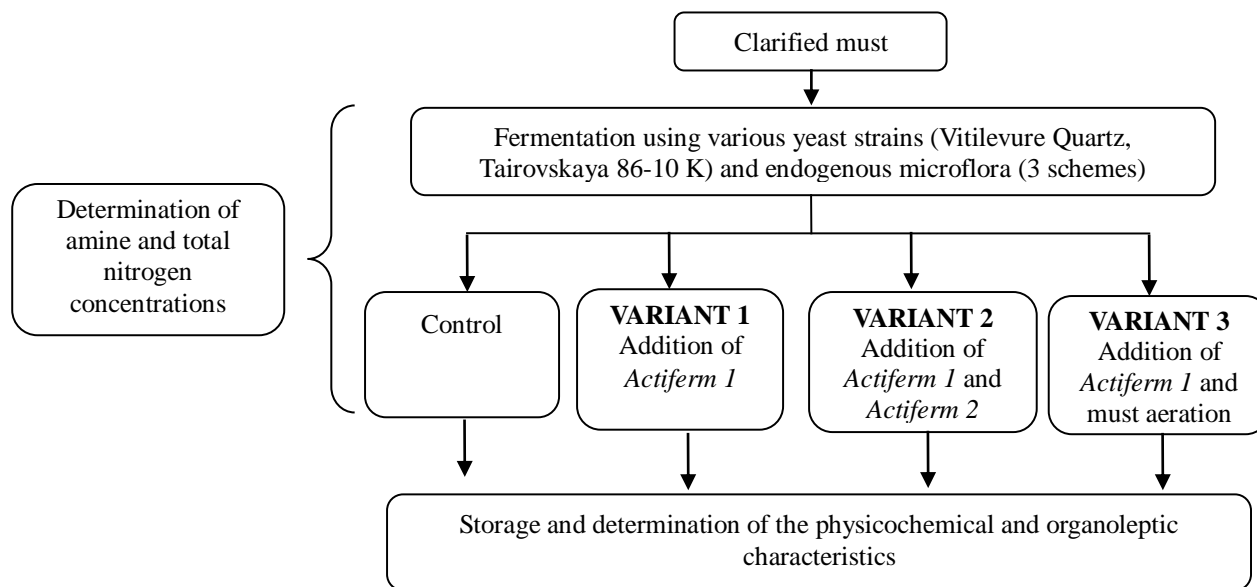 Clarified must
Fermentation using various yeast strains (Vitilevure Quartz,
Tairovskaya 86-10 K) and endogenous microflora (3 schemes)
Determination of
amine and total
nitrogen
concentrations
Control
VARIANT 1
Addition of
Actiferm 1
VARIANT 2
Addition of
Actiferm 1 and
Actiferm 2
VARIANT 3
Addition of
Actiferm 1 and
must aeration
Storage and determination of the physicochemical and organoleptic
characteristics